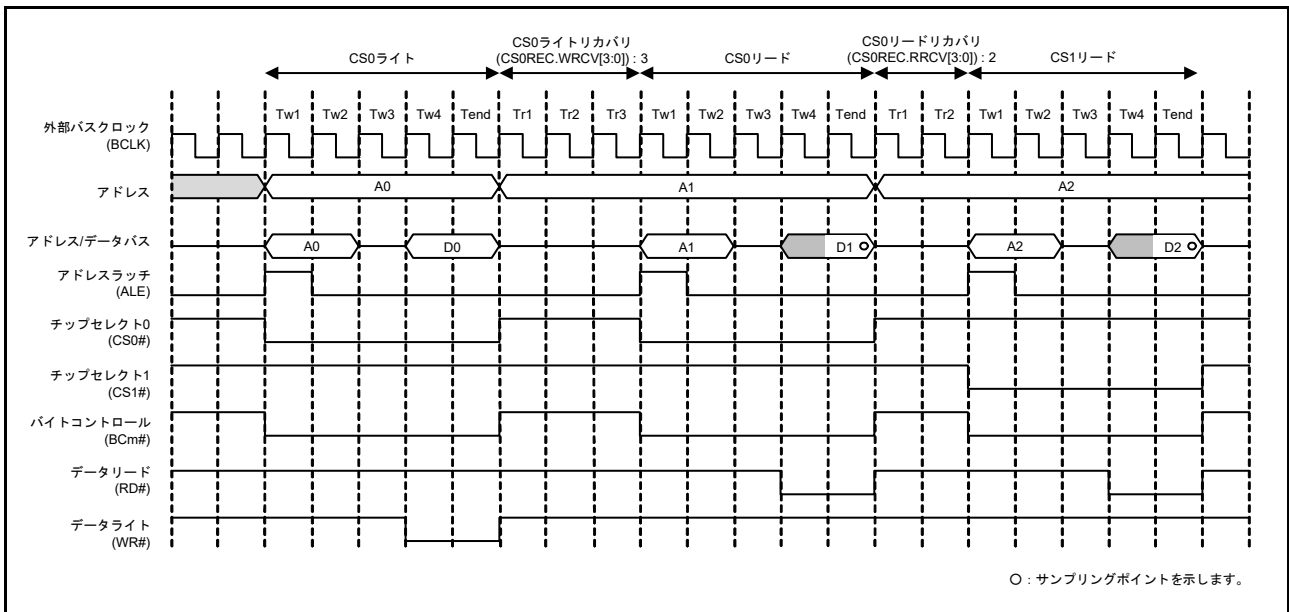 CS0ライト
CS0ライトリカバリ
(CS0REC.WRCV[3:0]) : 3
CS0リード
CS0リードリカバリ
(CS0REC.RRCV[3:0]) : 2
CS1リード
Tw1 Tw2 Tw3 Tw4 Tend Tr1 Tr2 Tr3 Tw1 Tw2 Tw3 Tw4 Tend Tr1 Tr2 Tw1 Tw2 Tw3 Tw4 Tend
外部バスクロック
(BCLK)
アドレス A0 A1 A2
アドレス/データバス A0 D0 A1 D1 A2 D2
アドレスラッチ
(ALE)
チップセレクト0
(CS0#)
チップセレクト1
(CS1#)
バイトコントロール
(BCm#)
データリード
(RD#)
データライト
(WR#)
○ : サンプリングポイントを示します。